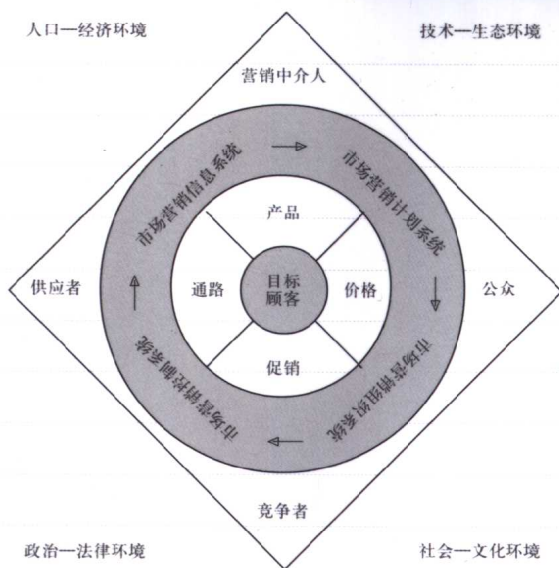 人口—经济环境
技术—生态环境
营销中介人
市场营销信息系统
市场营销计划系统
产品
供应者
通路
目标
顾客
价格
公众
促销
市场营销控制系统
市场营销组织系统
竞争者
政治—法律环境
社会—文化环境